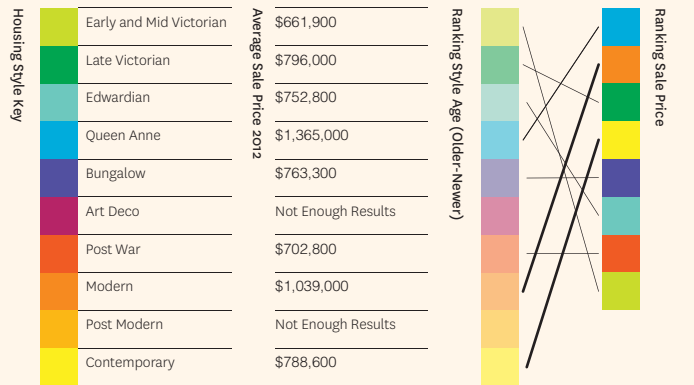 Housing Style Key
Early and Mid Victorian
Late Victorian
Edwardian
Queen Anne
Bungalow
Art Deco
Post War
Modern
Post Modern
Contemporary
Average Sale Price 2012
$661,900
$796,000
$752,800
$1,365,000
$763,300
Not Enough Results
$702,800
$1,039,000
Not Enough Results
$788,600
Ranking Style Age (Older-Newer)
Ranking Sale Price